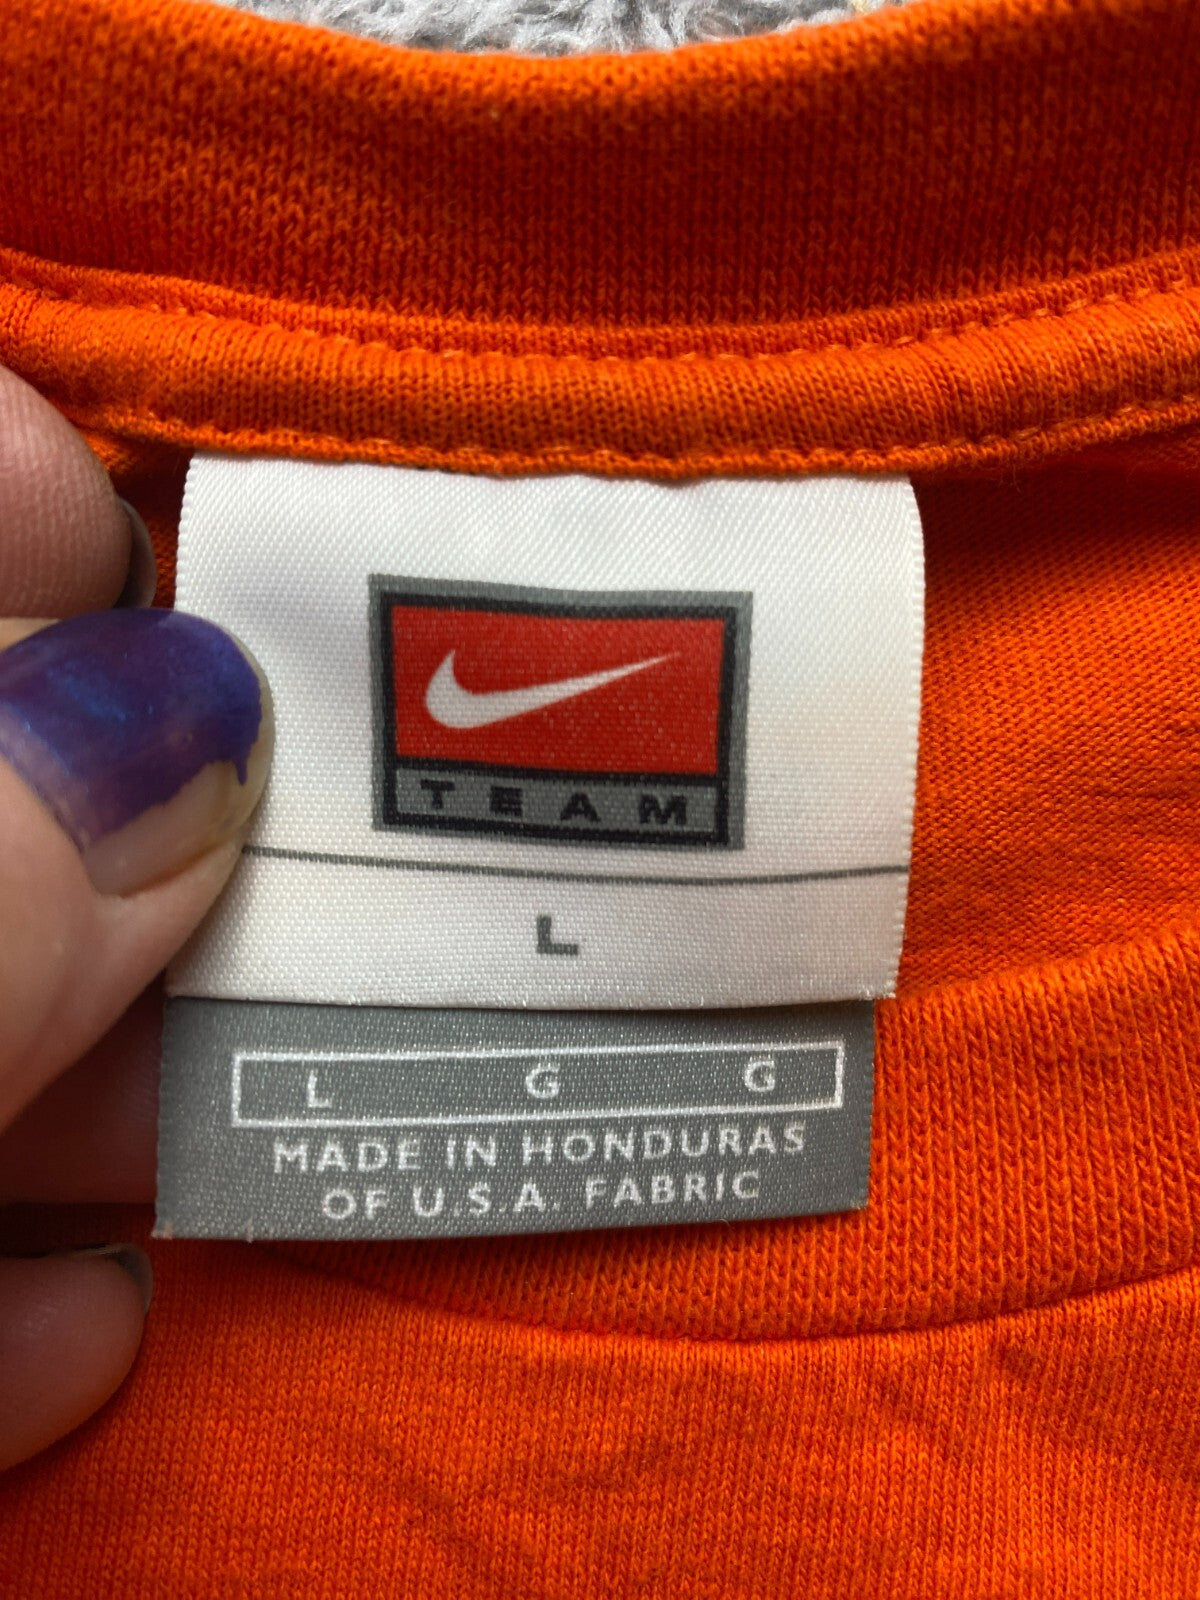 TEAM
L
L G G
MADE IN HONDURAS
OF U.S.A. FABRIC